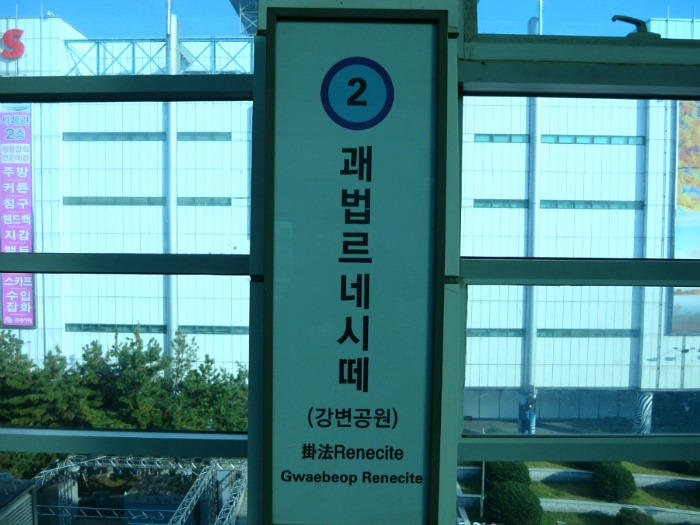 2
괘법르네시떼
(강변공원)
掛法Renecite
Gwaebeop Renecite
S
2층
주방
커튼
침구
핸드백
지갑
벨트
스카프
수입
잡화